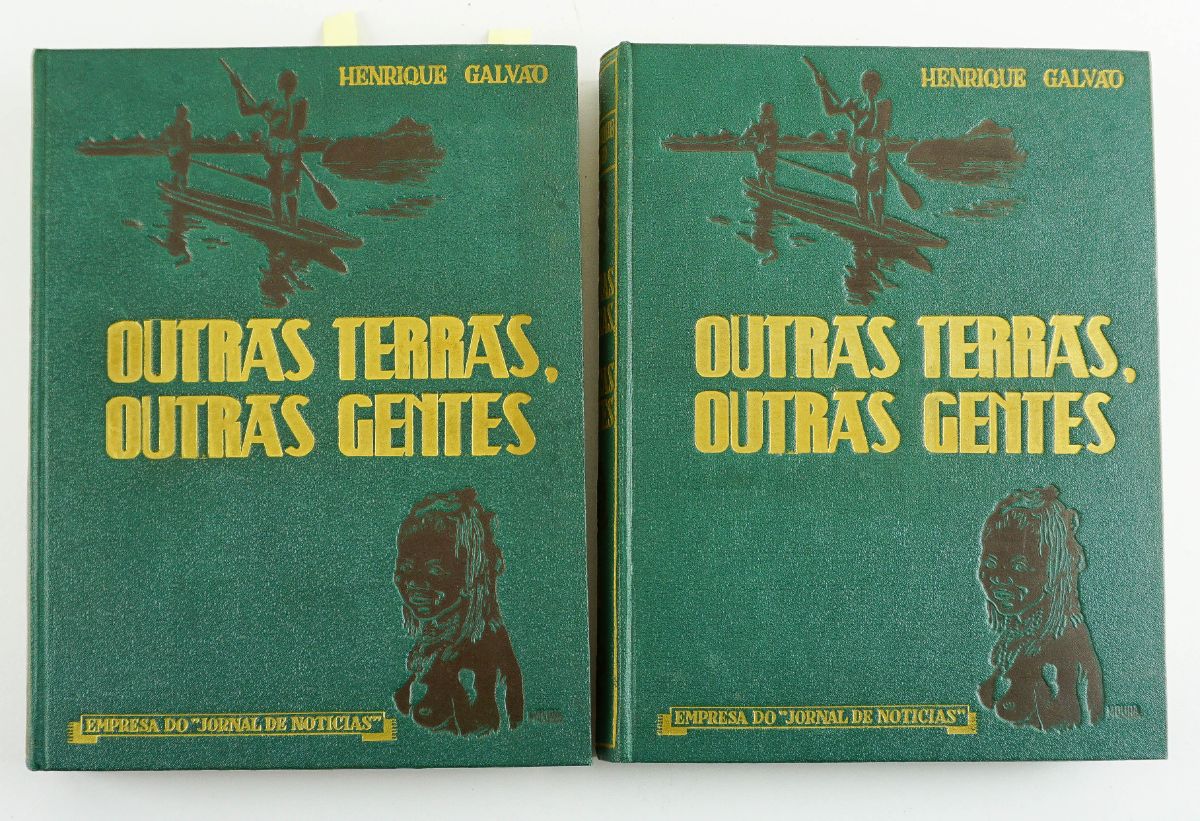 HENRIQUE GALVÃO
OUTRAS TERRAS,
OUTRAS GENTES
EMPRESA DO "JORNAL DE NOTICIAS"
HENRIQUE GALVÃO
OUTRAS TERRAS,
OUTRAS GENTES
EMPRESA DO "JORNAL DE NOTICIAS"